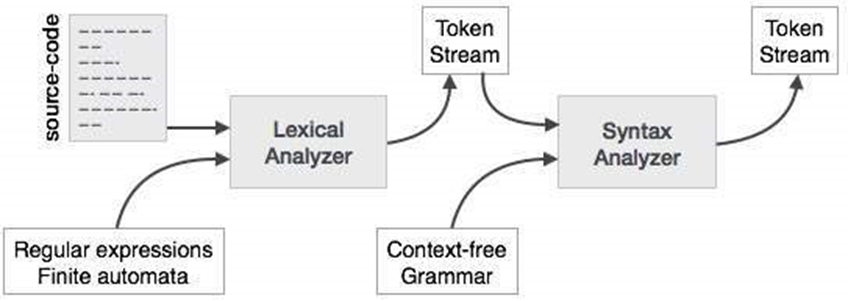 source-code
Token
Stream
Token
Stream
Lexical
Analyzer
Syntax
Analyzer
Regular expressions
Finite automata
Context-free
Grammar